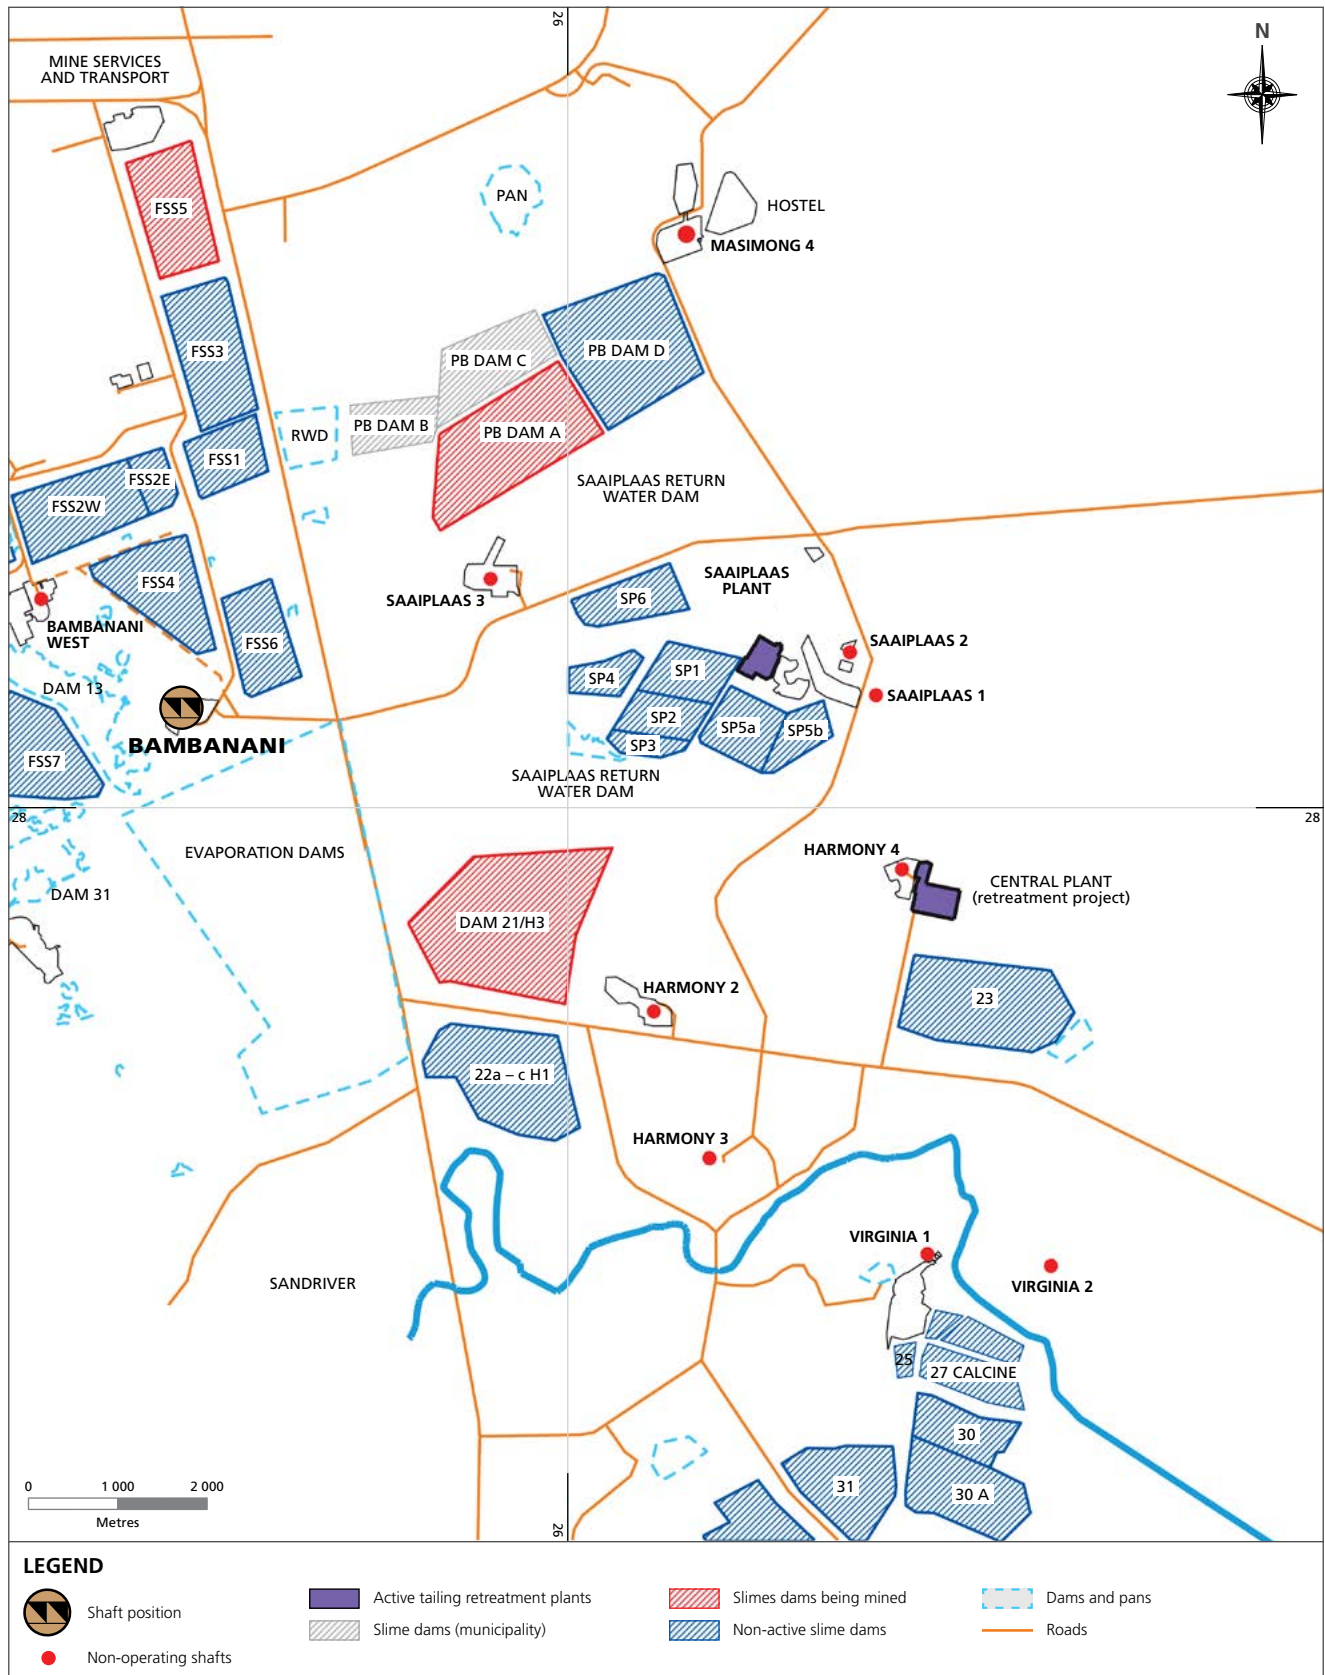 26
N
MINE SERVICES
AND TRANSPORT
PAN
HOSTEL
FSS5
MASIMONG 4
FSS3
PB DAM C
PB DAM D
RWD
PB DAM B
PB DAM A
FSS1
FSS2E
FSS2W
SAAIPLAAS RETURN
WATER DAM
FSS4
SAAIPLAAS
PLANT
SAAIPLAAS 3
SP6
BAMBANANI
WEST
FSS6
SAAIPLAAS 2
SP1
SP4
DAM 13
SAAIPLAAS 1
SP2
SP5a
SP5b
SP3
BAMBANANI
FSS7
SAAIPLAAS RETURN
WATER DAM
28
28
EVAPORATION DAMS
HARMONY 4
CENTRAL PLANT
(retreatment project)
DAM 31
DAM 21/H3
HARMONY 2
23
22a – c H1
HARMONY 3
VIRGINIA 1
SANDRIVER
VIRGINIA 2
25
27 CALCINE
30
31
30 A
0
1 000
2 000
Metres
26
LEGEND
Shaft position
Non-operating shafts
Active tailing retreatment plants
Slime dams (municipality)
Slimes dams being mined
Non-active slime dams
Dams and pans
Roads